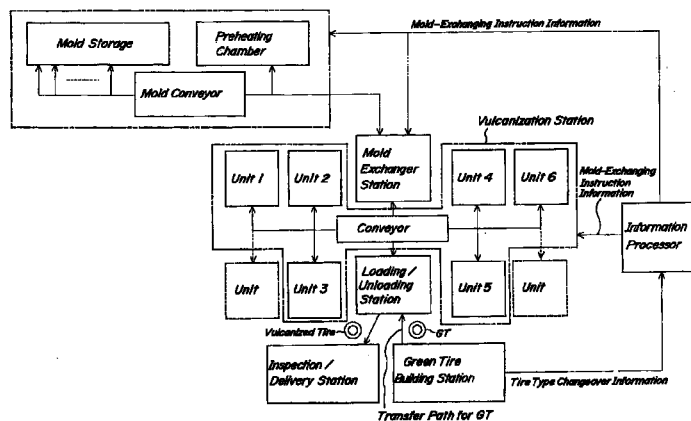 Mold-Exchanging Instruction Information
Mold Storage
Preheating
Chamber
Mold Conveyor
Vulcanization Station
Mold
Exchanger
Station
Unit 1
Unit 2
Unit 4
Unit 6
Mold-Exchanging
Instruction
Information
Conveyor
Information
Processor
Unit
Unit 3
Loading /
Unloading
Station
Unit 5
Unit
Vulcanized Tire
GT
Inspection /
Delivery Station
Green Tire
Building Station
Tire Type Changeover Information
Transfer Path for GT